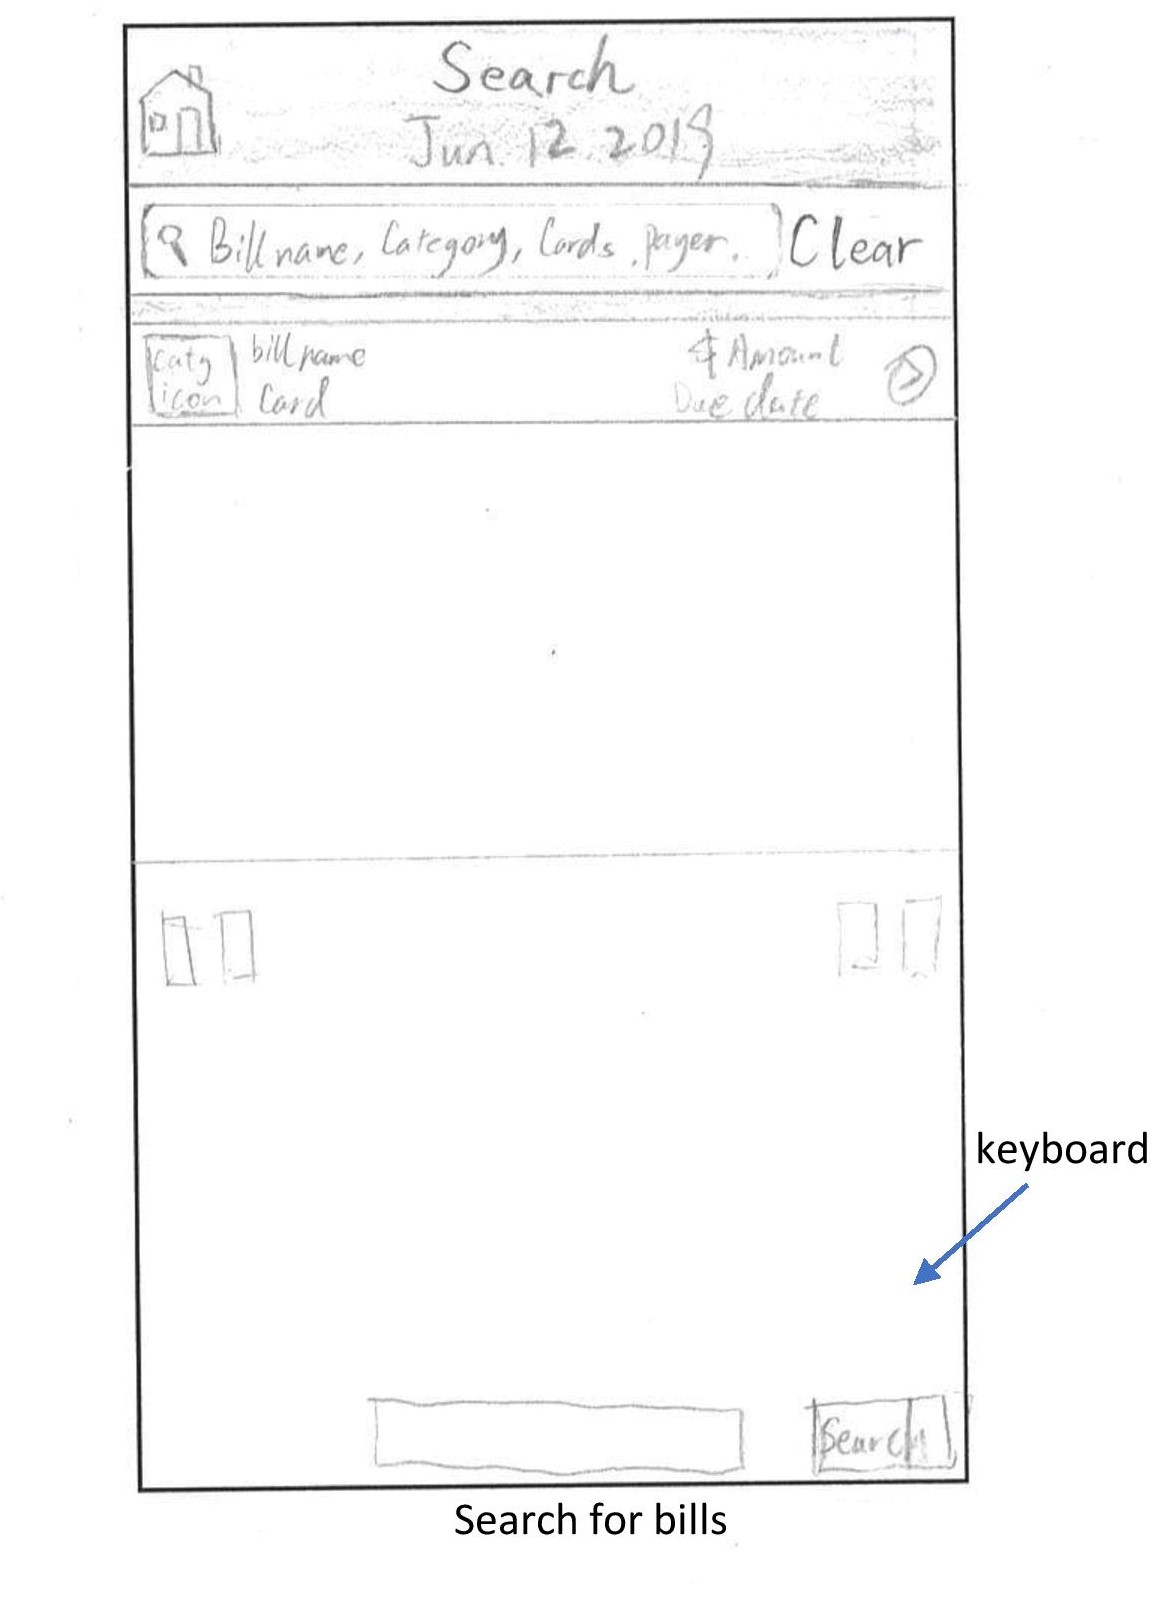 Search
Jun. 12. 2019
Bill name, Category, Cards, payer. Clear
Catg icon
bill name
Card
$ Amount
Due date
keyboard
Search
Search for bills